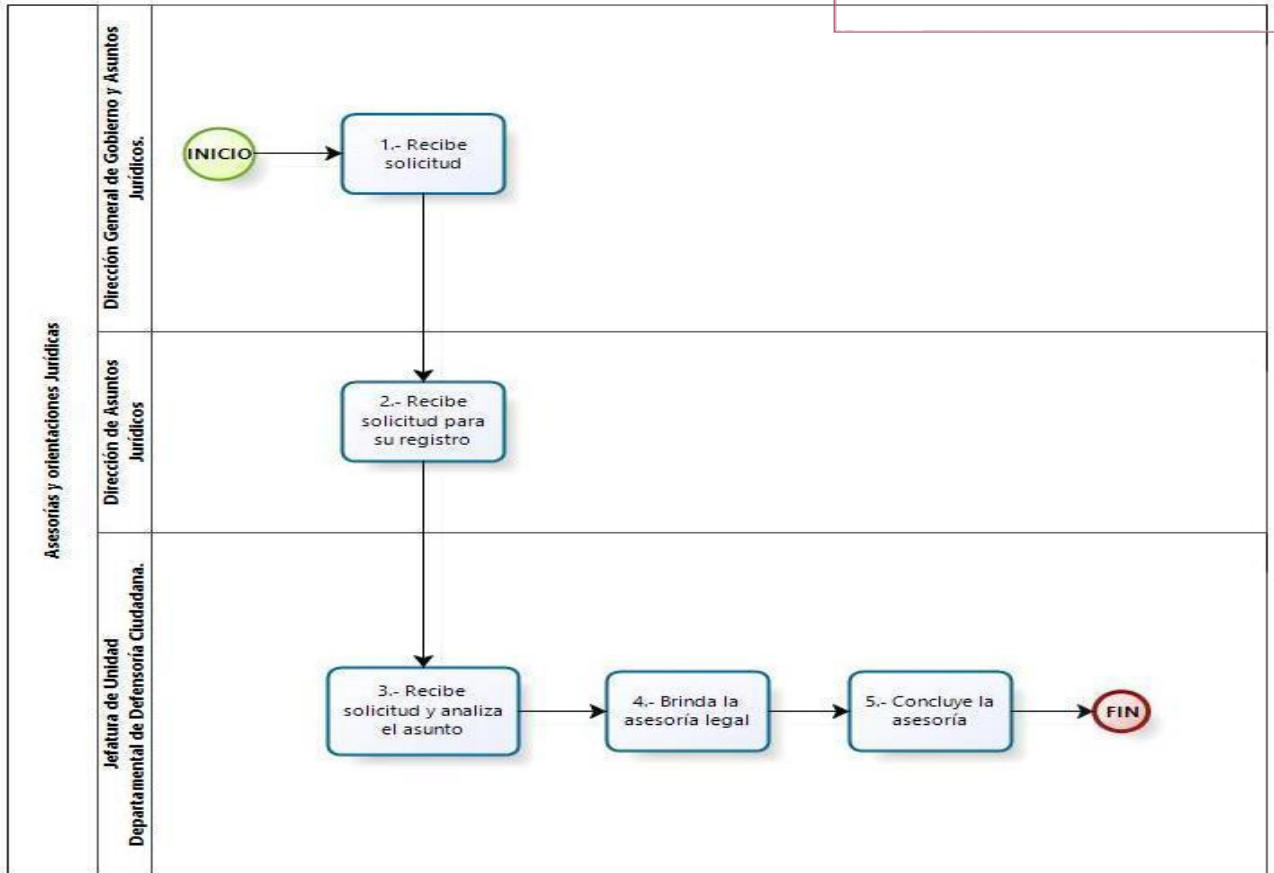 Asesorías y orientaciones Jurídicas
Dirección General de Gobierno y Asuntos
Jurídicos.
INICIO
1.- Recibe
solicitud
Dirección de Asuntos
Jurídicos
2.- Recibe
solicitud para
su registro
Jefatura de Unidad
Departamental de Defensoría Ciudadana.
3.- Recibe
solicitud y analiza
el asunto
4.- Brinda la
asesoría legal
5.- Concluye la
asesoría
FIN